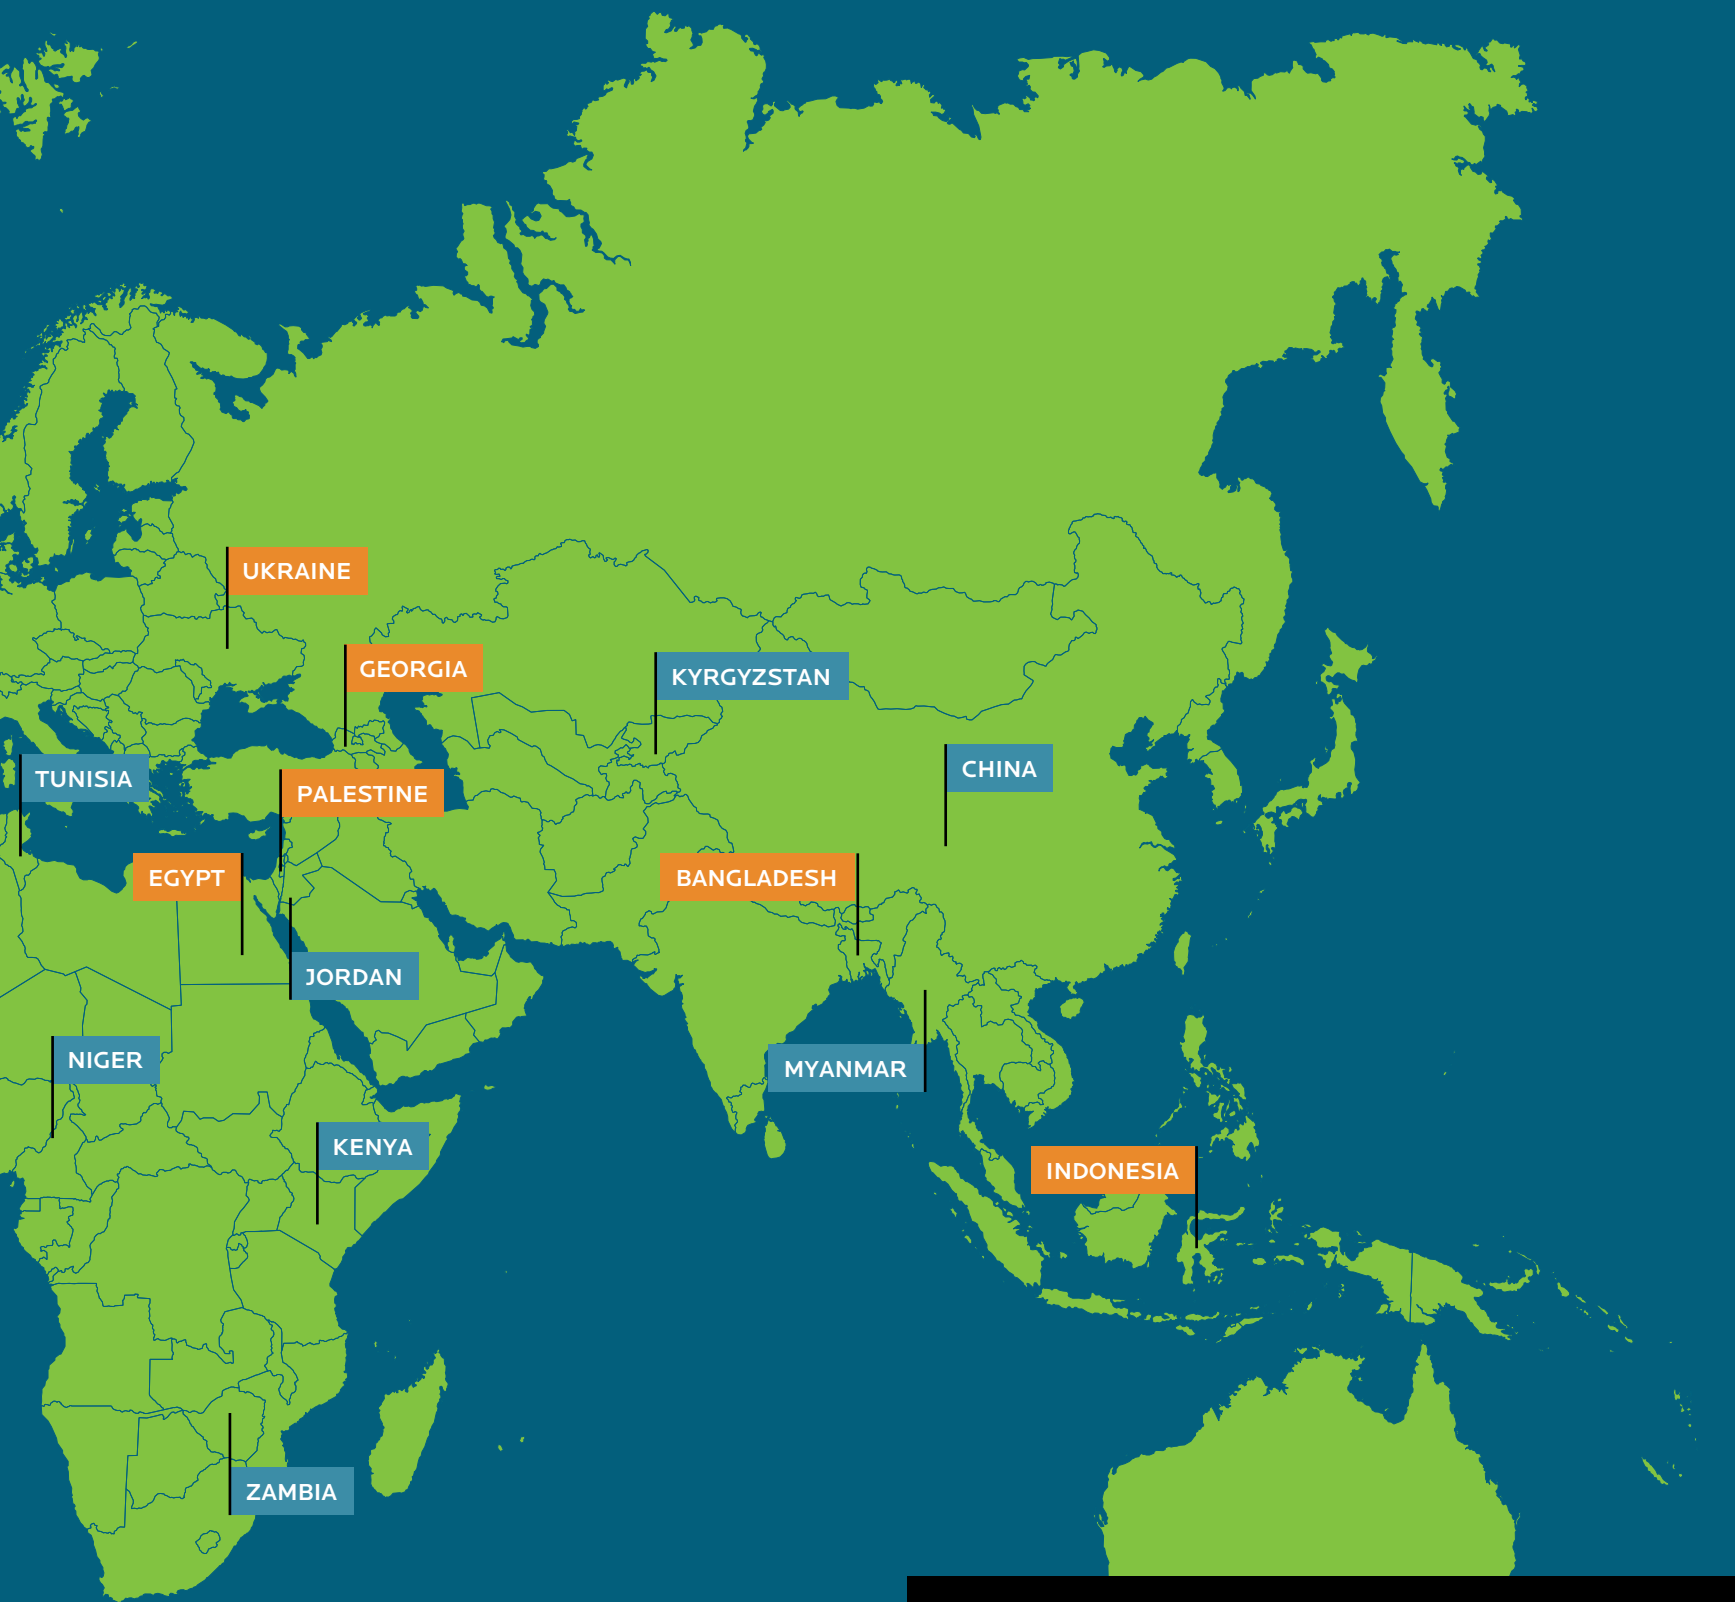 UKRAINE
GEORGIA
KYRGYZSTAN
TUNISIA
PALESTINE
CHINA
EGYPT
BANGLADESH
JORDAN
NIGER
MYANMAR
KENYA
INDONESIA
ZAMBIA